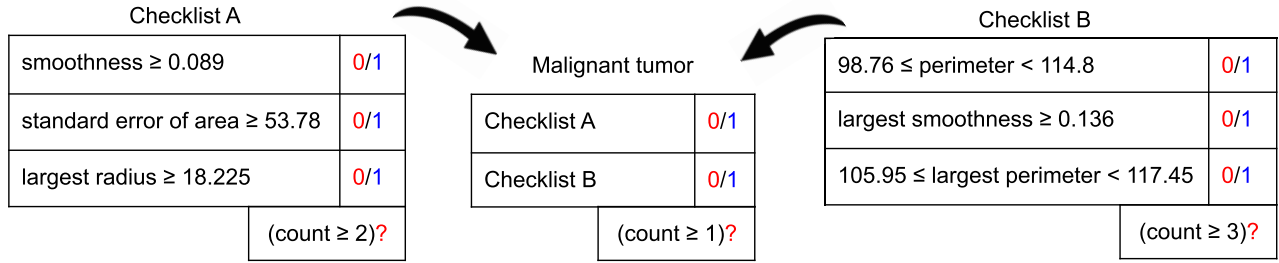 Checklist A
smoothness ≥ 0.089 0/1
standard error of area ≥ 53.78 0/1
largest radius ≥ 18.225 0/1
(count ≥ 2)?
Malignant tumor
Checklist A 0/1
Checklist B 0/1
(count ≥ 1)?
Checklist B
98.76 ≤ perimeter < 114.8 0/1
largest smoothness ≥ 0.136 0/1
105.95 ≤ largest perimeter < 117.45 0/1
(count ≥ 3)?